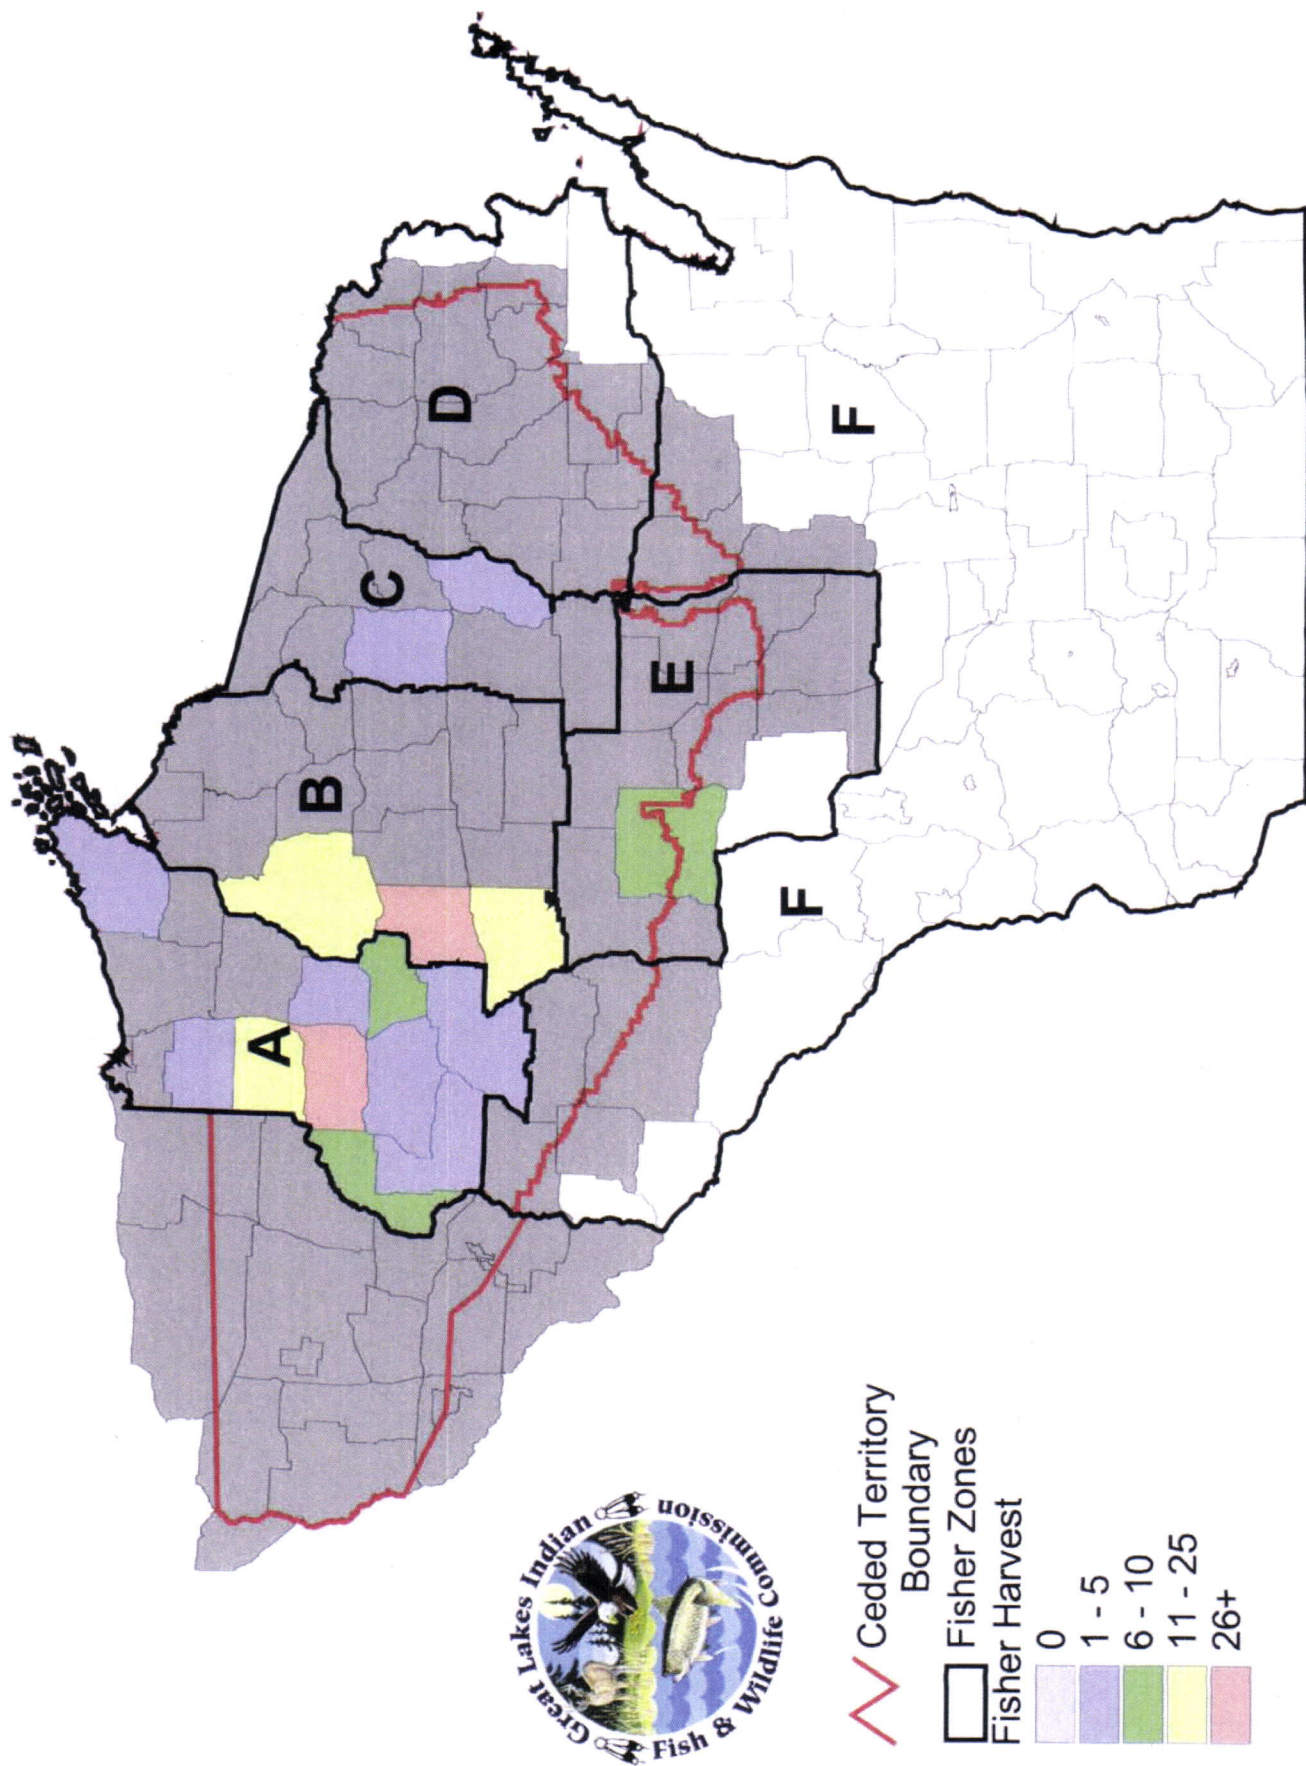 A
B
C
D
E
F
F
Great Lakes Indian
Fish & Wildlife Commission
Ceded Territory
Boundary
Fisher Zones
Fisher Harvest
0
1 - 5
6 - 10
11 - 25
26+